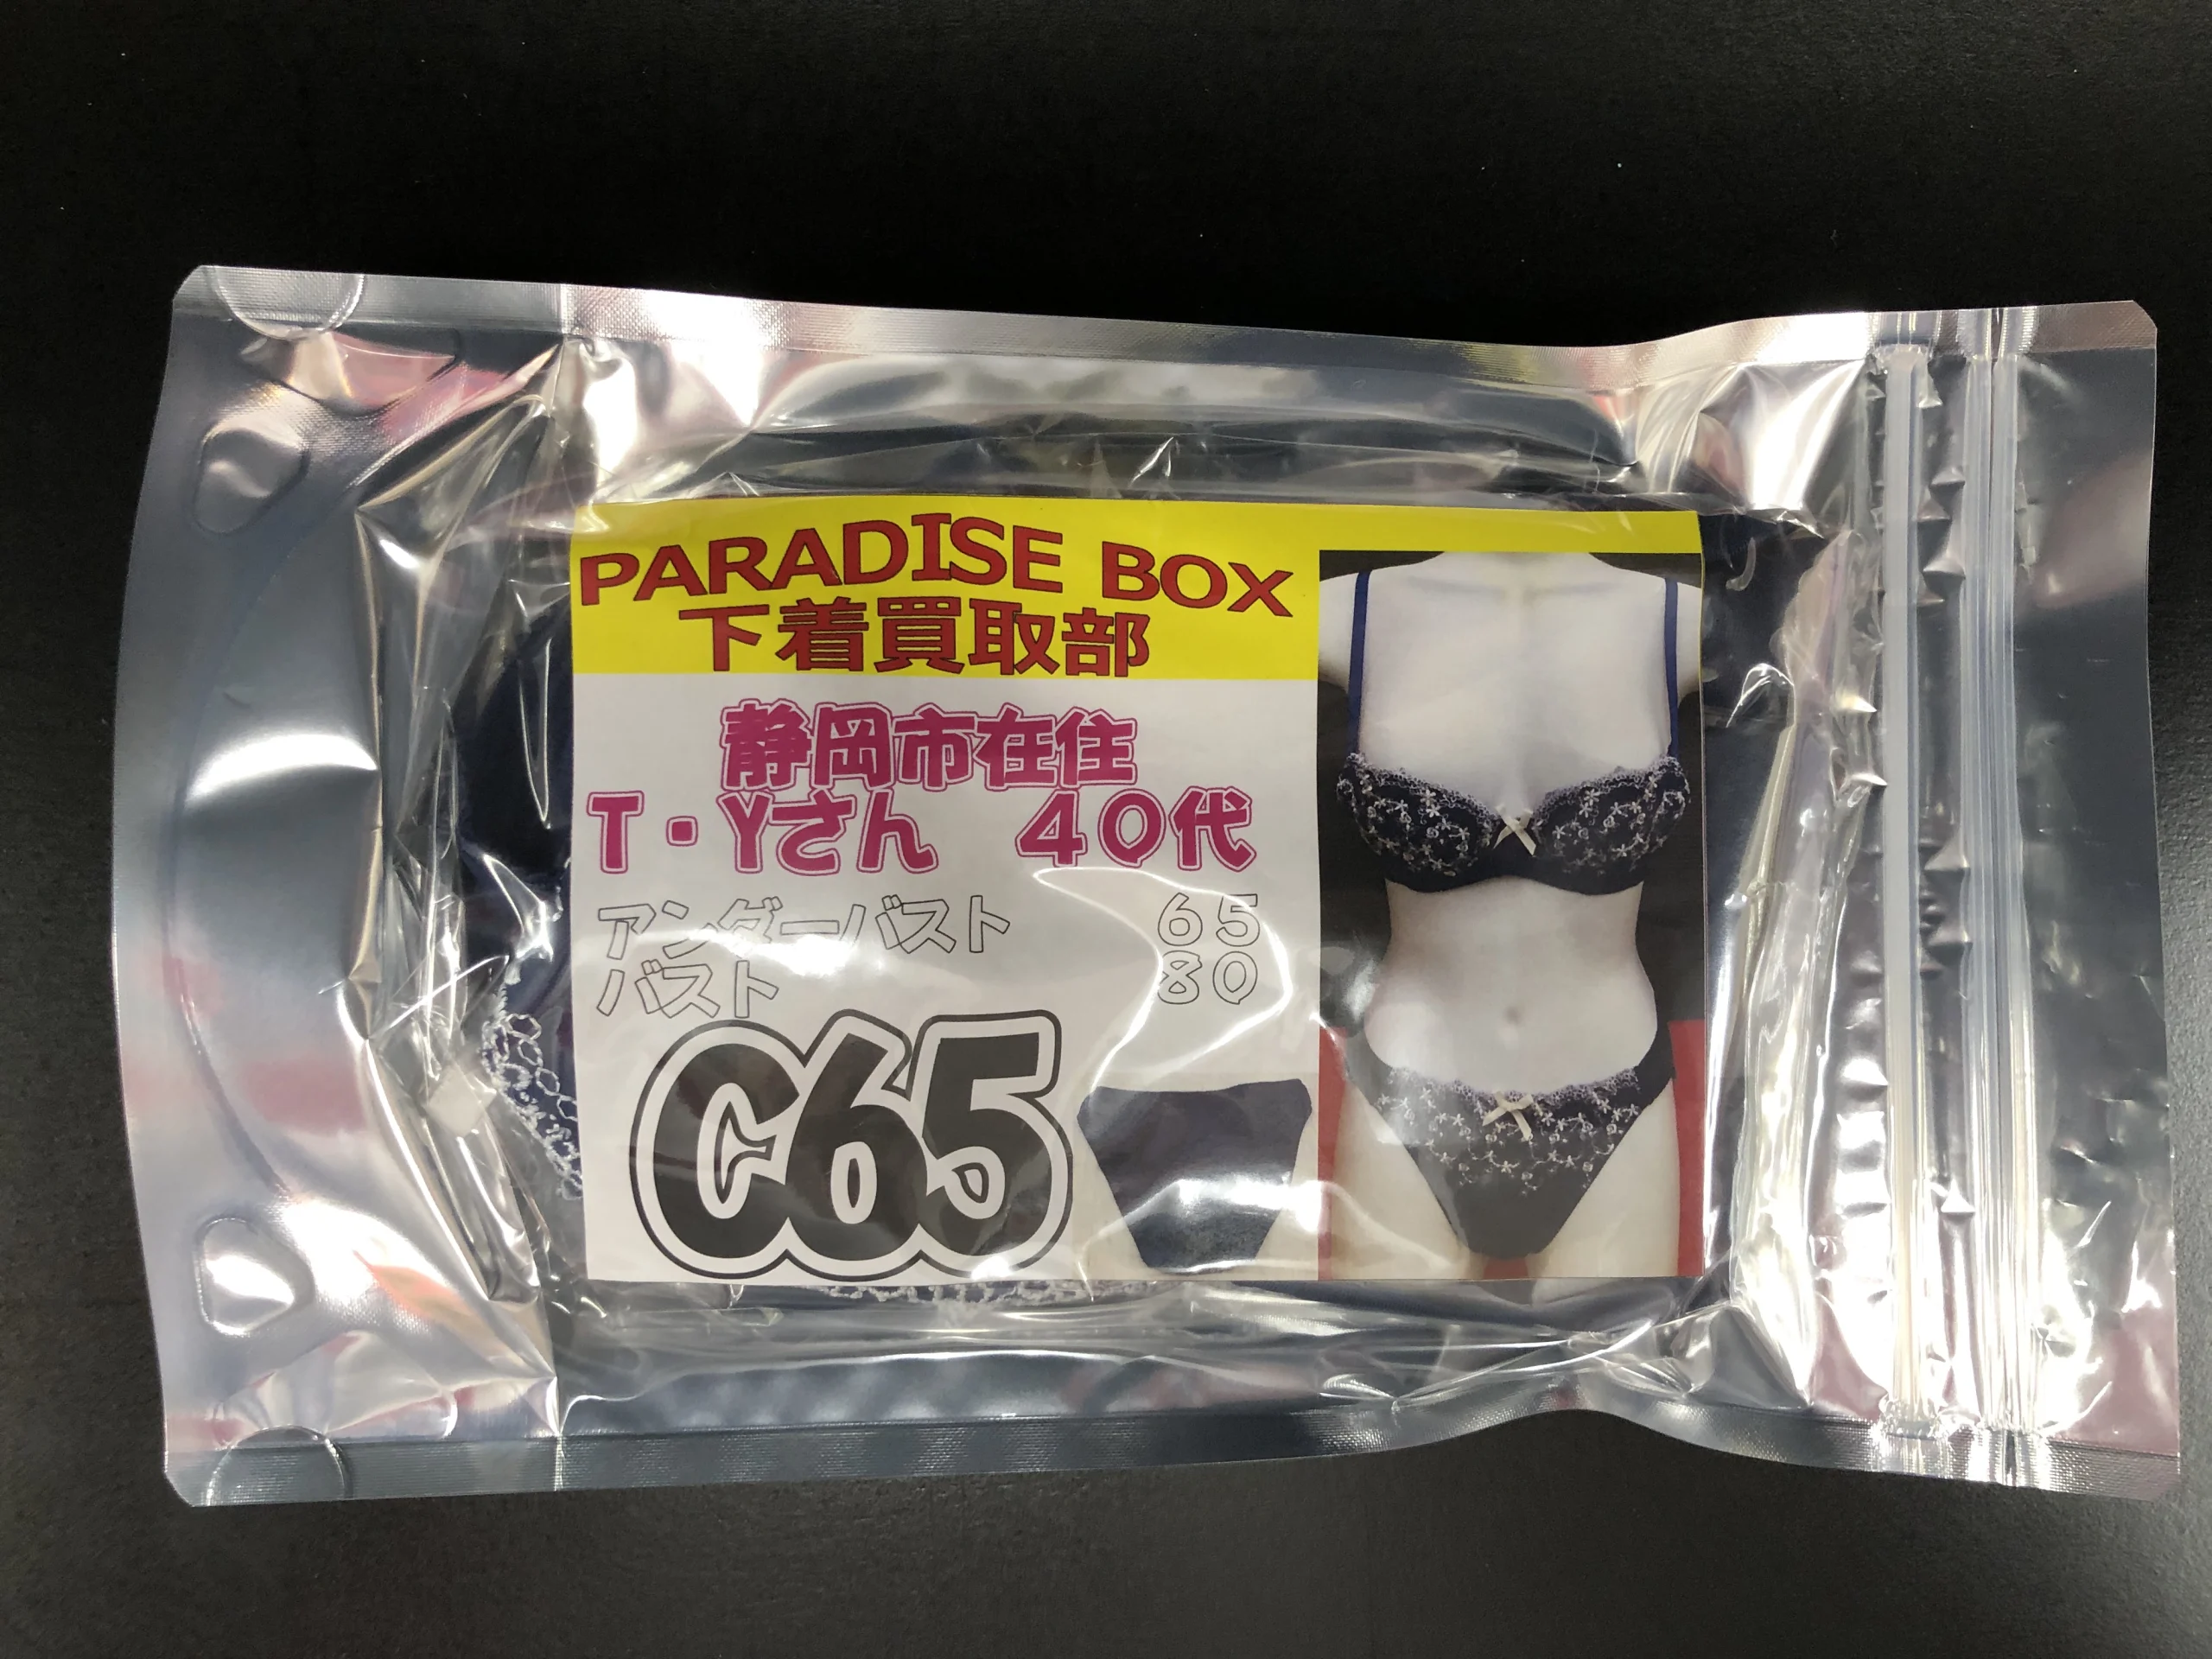 PARADISE BOX
下着買取部
静岡市在住
T・Yさん　４０代
アンダーバスト　６５
バスト　８０
C65